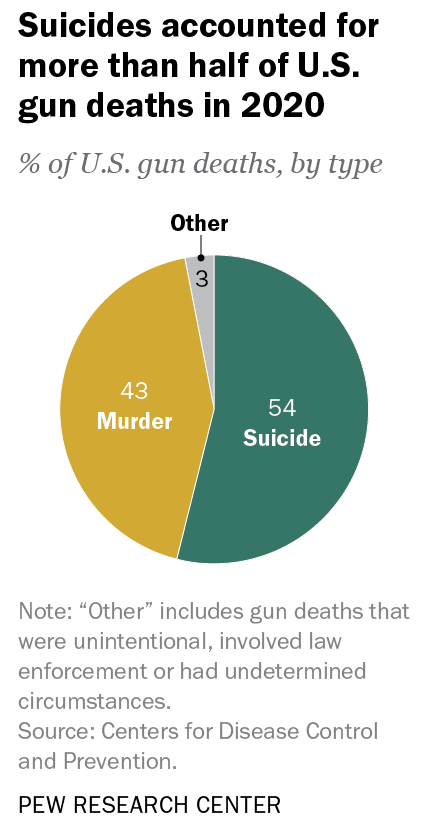 Suicides accounted for
more than half of U.S.
gun deaths in 2020
% of U.S. gun deaths, by type
Other
3
43
Murder
54
Suicide
Note: “Other” includes gun deaths that
were unintentional, involved law
enforcement or had undetermined
circumstances.
Source: Centers for Disease Control
and Prevention.
PEW RESEARCH CENTER